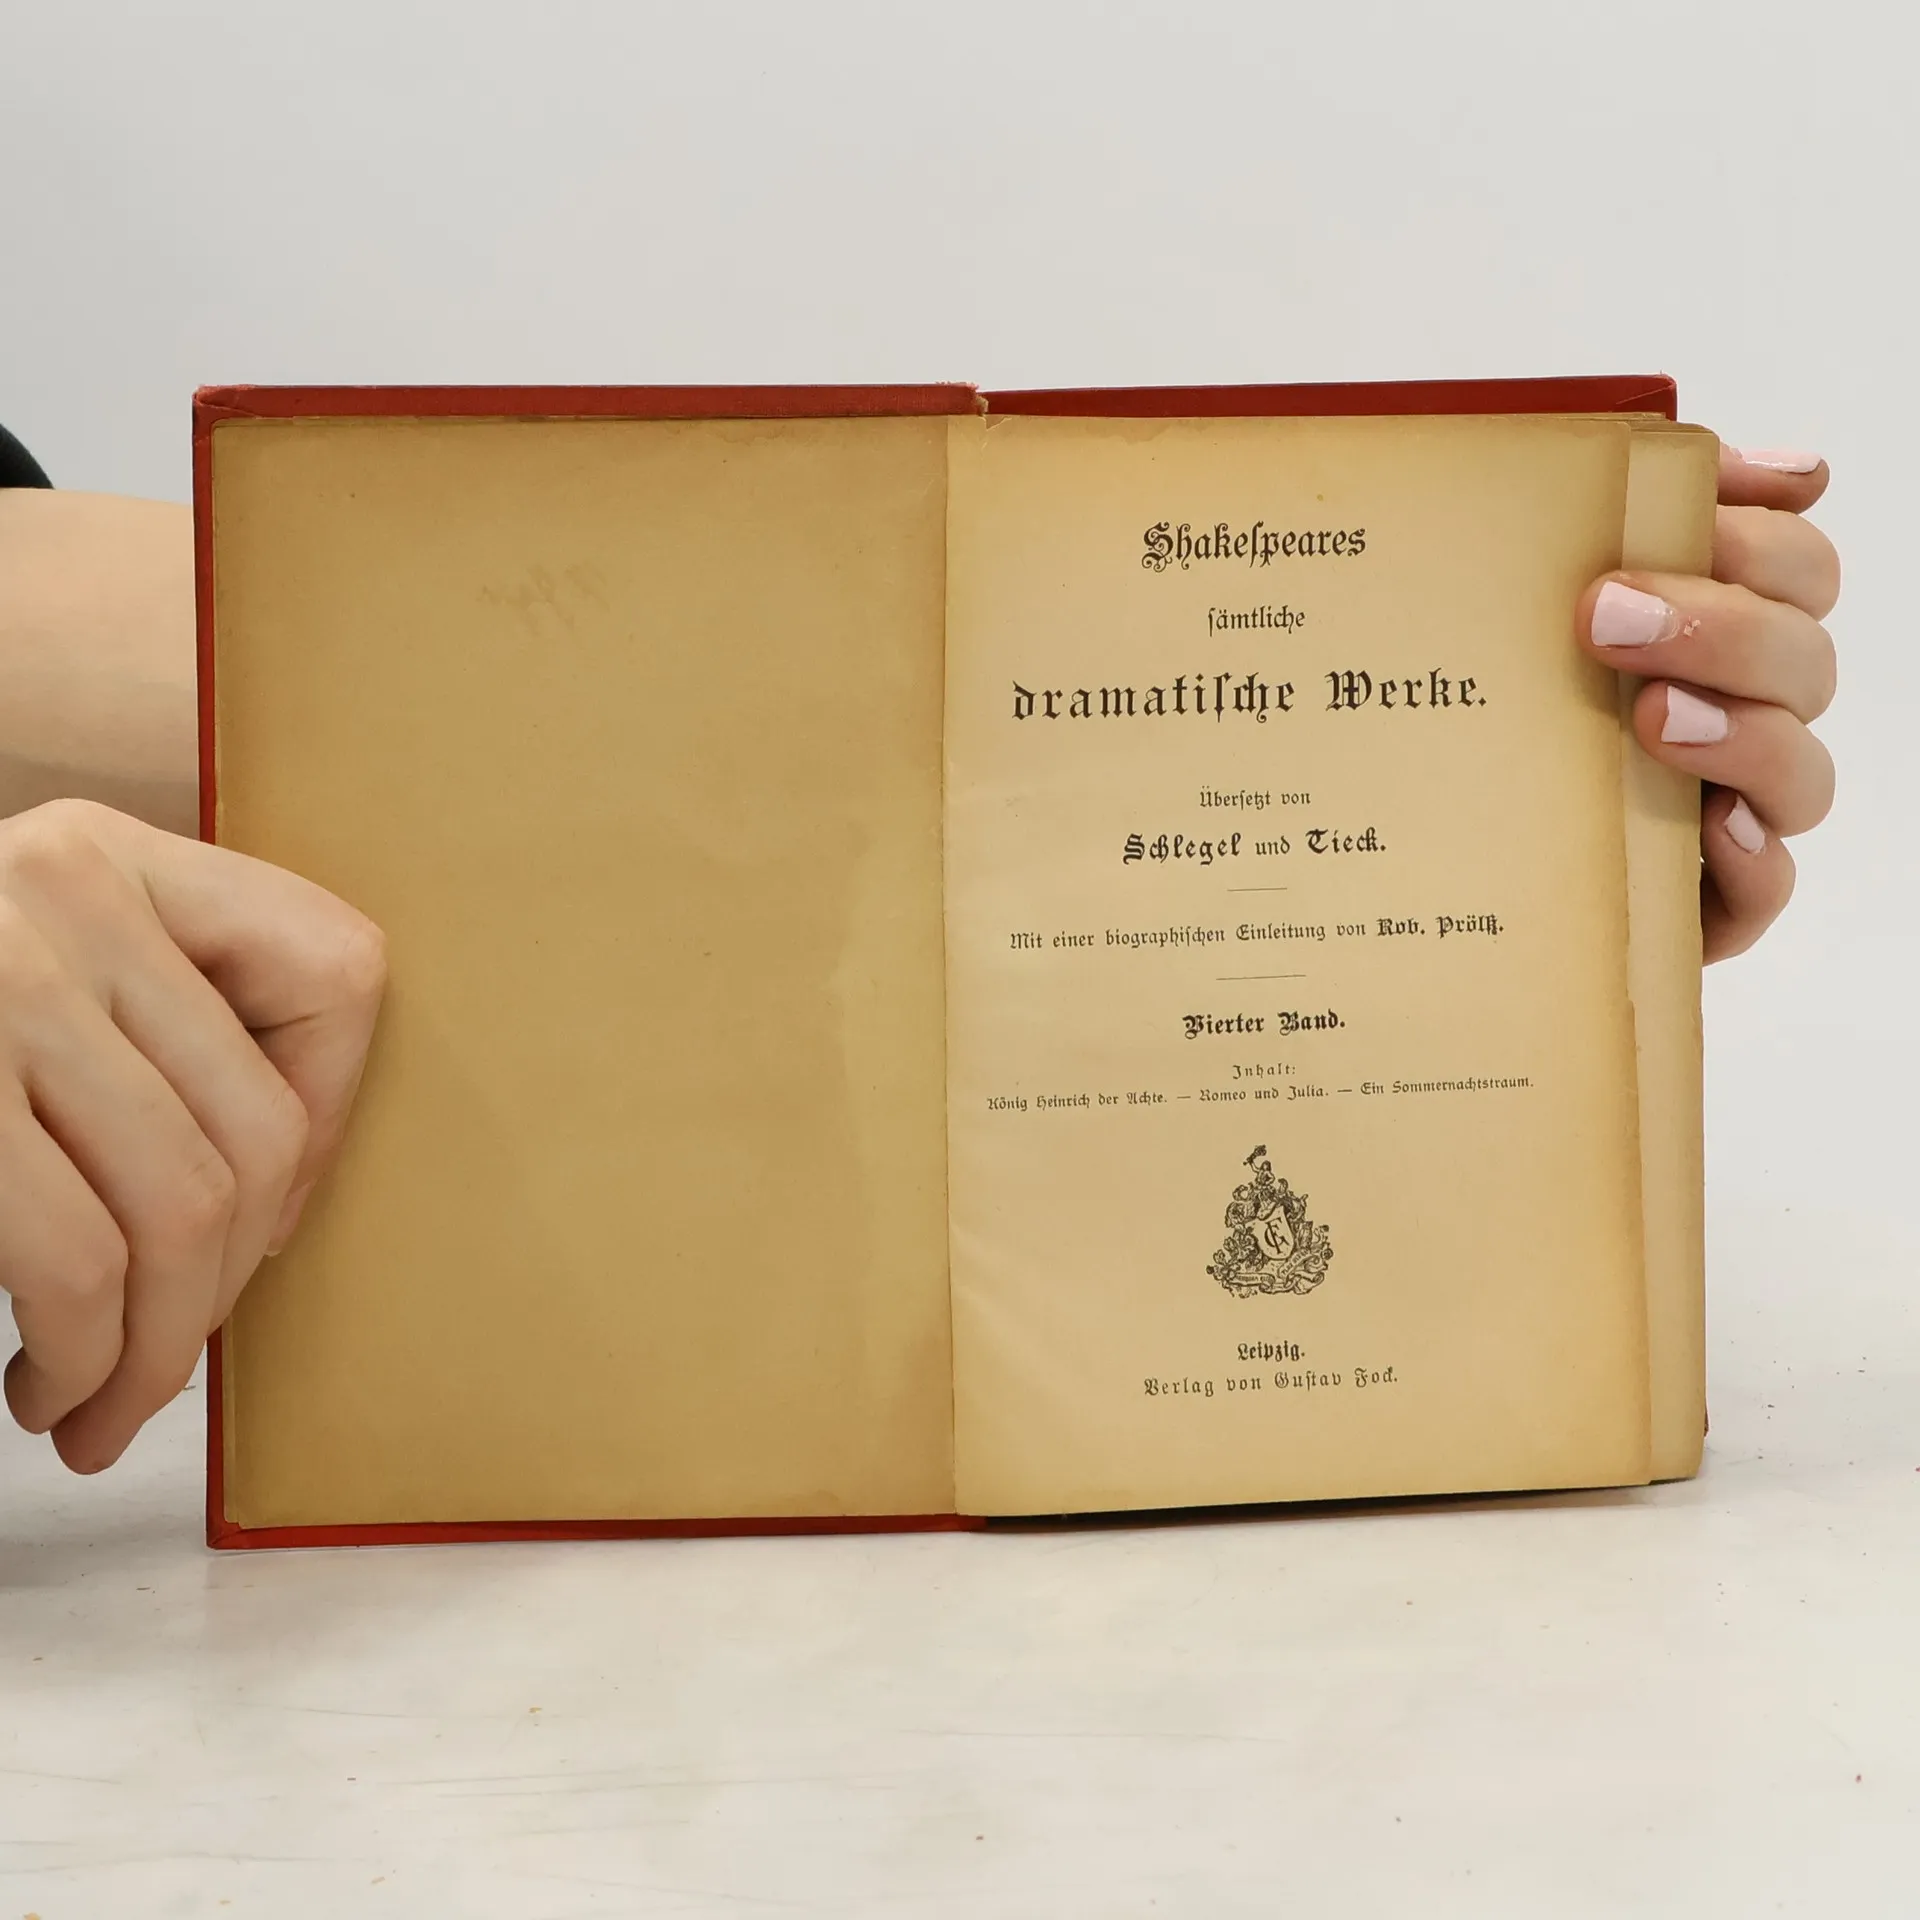 Shakeſpeares
ſämtliche
dramatiſche Werke.
Überſetzt von
Schlegel und Tieck.
Mit einer biographiſchen Einleitung von Rob. Prölß.
Vierter Band.
Inhalt:
König Heinrich der Achte. — Romeo und Julia. — Ein Sommernachtstraum.
GF
Leipzig.
Verlag von Guſtav Fock.